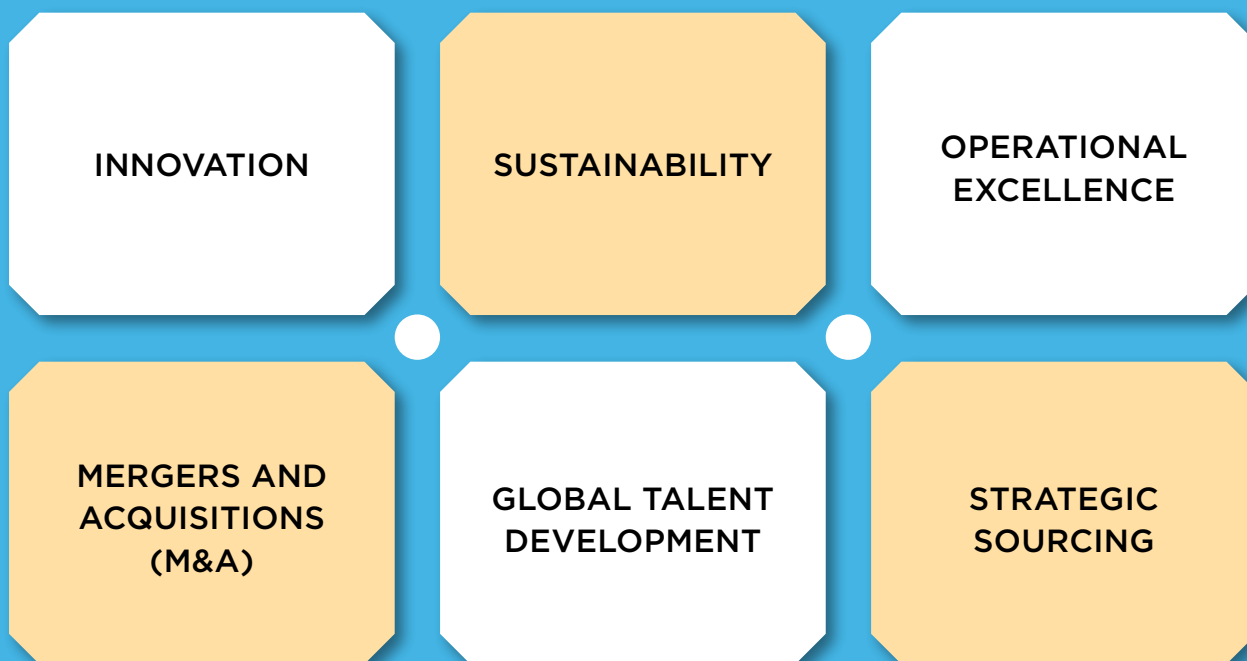 INNOVATION
SUSTAINABILITY
OPERATIONAL
EXCELLENCE
MERGERS AND
ACQUISITIONS
(M&A)
GLOBAL TALENT
DEVELOPMENT
STRATEGIC
SOURCING